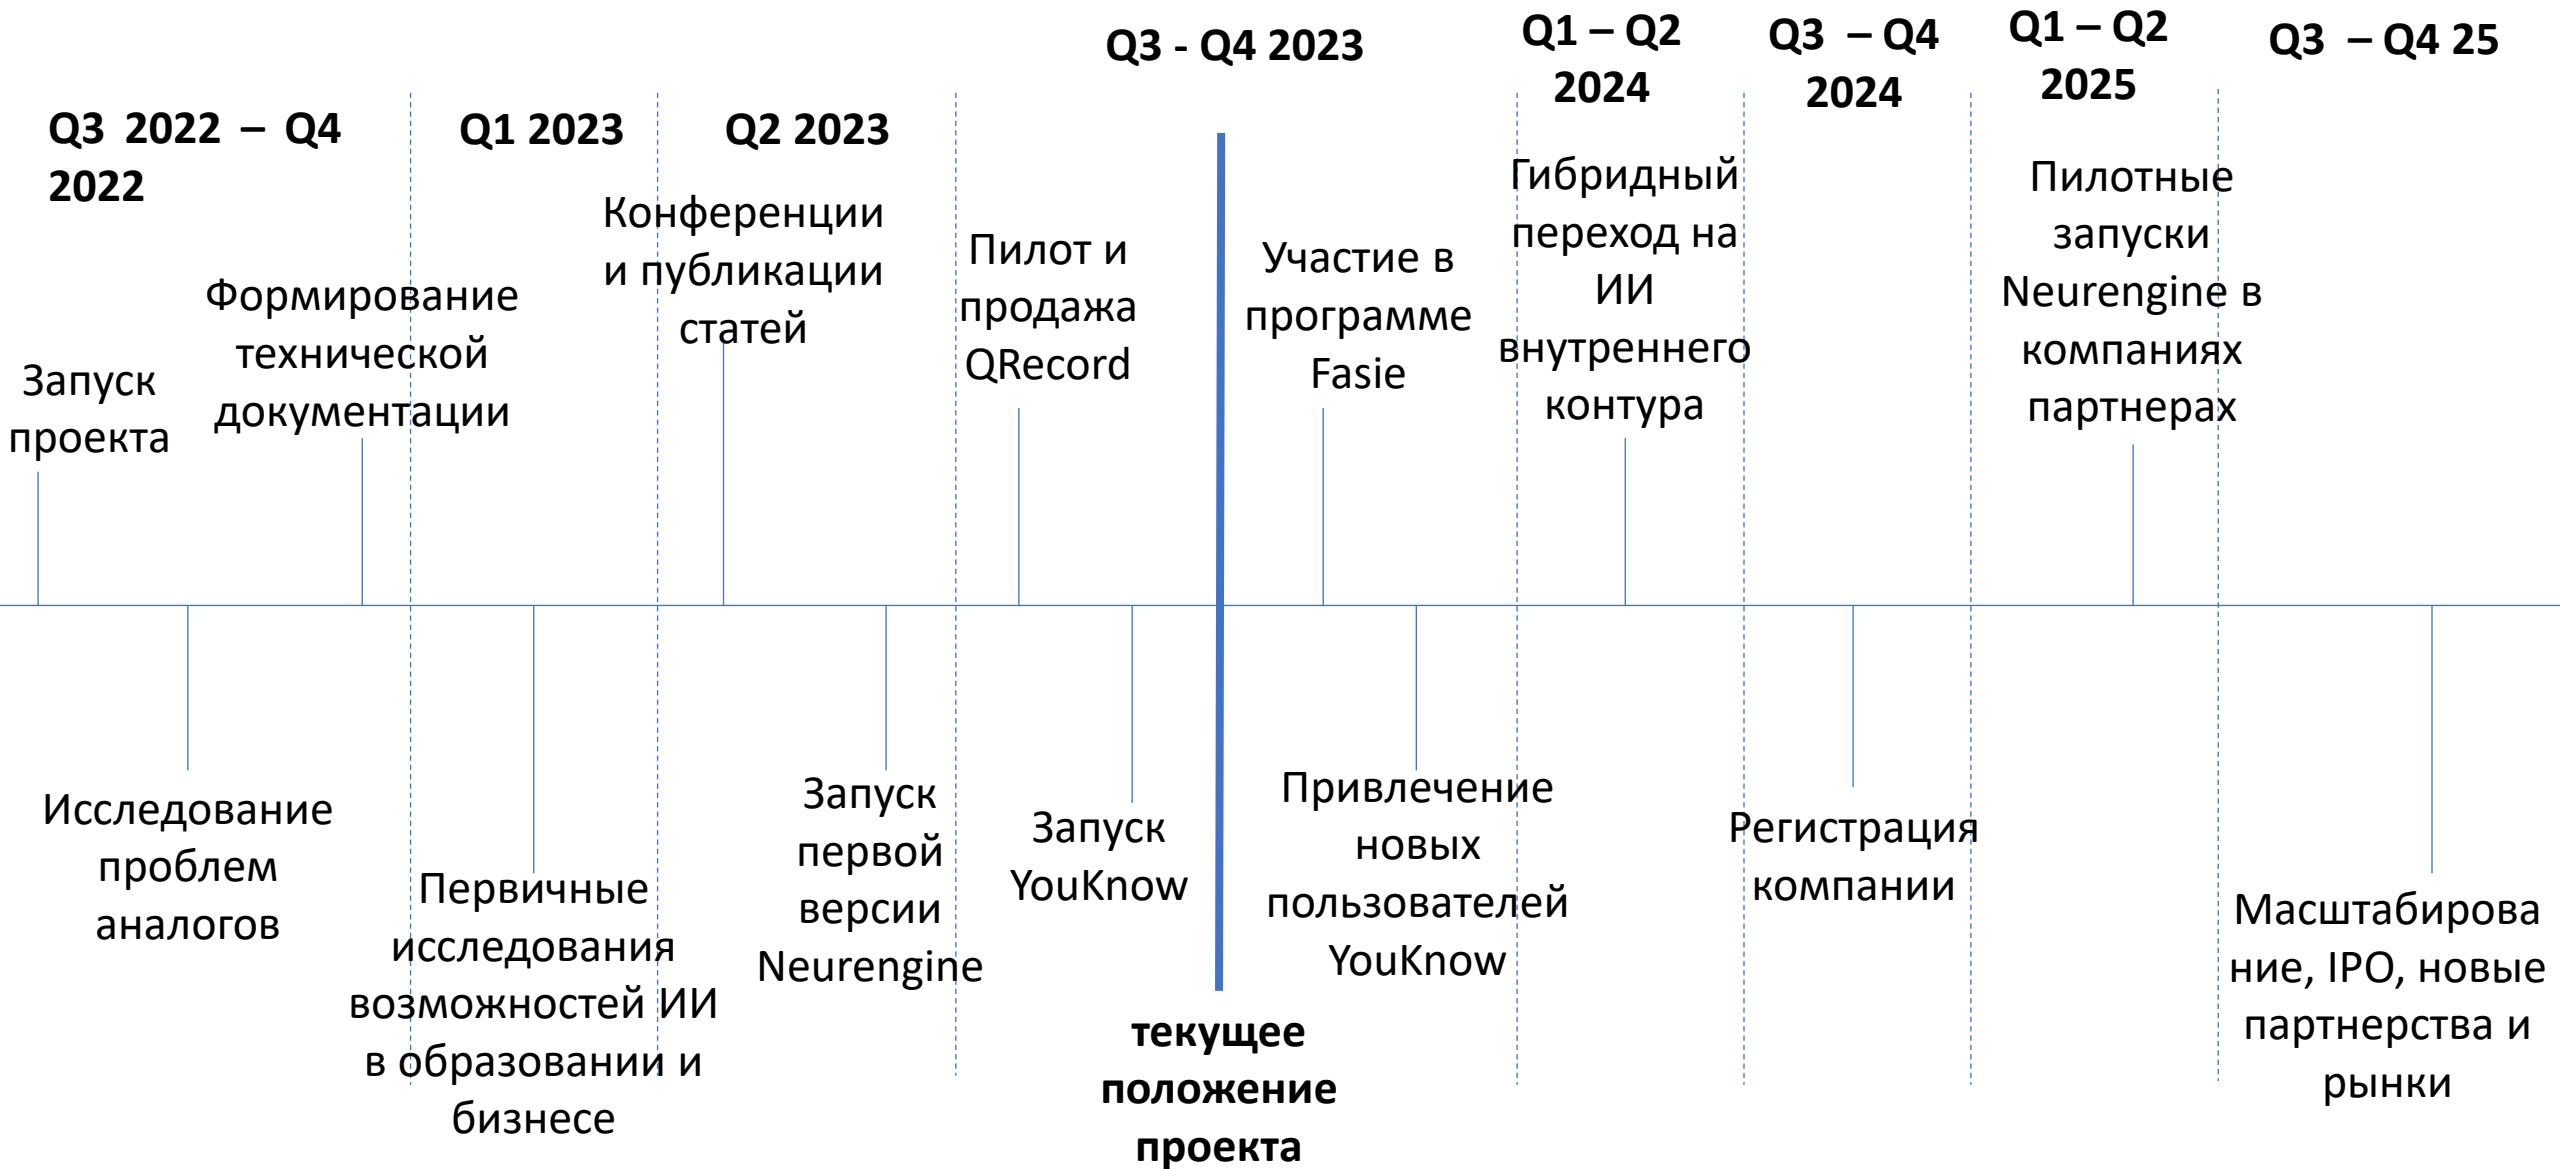 Q3 2022 – Q4
2022
Q1 2023
Q2 2023
Q3 - Q4 2023
Q1 – Q2
2024
Q3 – Q4
2024
Q1 – Q2
2025
Q3 – Q4 25
Запуск
проекта
Формирование
технической
документации
Конференции
и публикации
статей
Пилот и
продажа
QRecord
Участие в
программе
Fasie
Гибридный
переход на
ИИ
внутреннего
контура
Пилотные
запуски
Neurengine в
компаниях
партнерах
Исследование
проблем
аналогов
Первичные
исследования
возможностей ИИ
в образовании и
бизнесе
Запуск
первой
версии
Neurengine
Запуск
YouKnow
текущее
положение
проекта
Привлечение
новых
пользователей
YouKnow
Регистрация
компании
Масштабирова
ние, IPO, новые
партнерства и
рынки